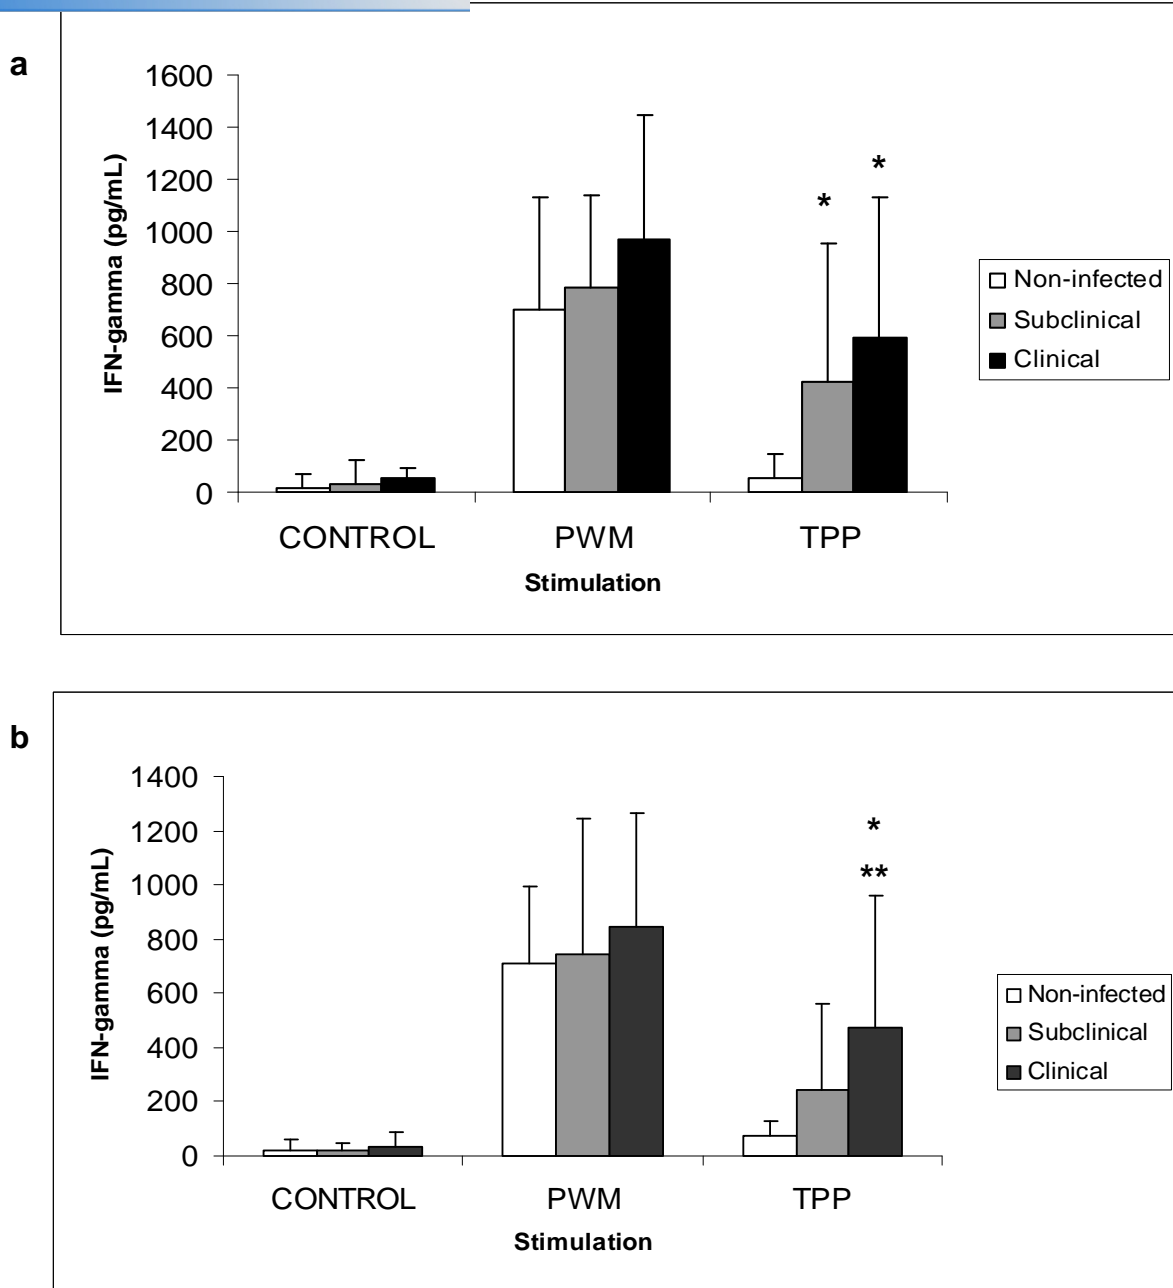 a
1600
1400
1200
1000
800
600
400
200
0
IFN-gamma (pg/mL)
*
*
CONTROL PWM TPP
Stimulation
Non-infected
Subclinical
Clinical
b
1400
1200
1000
800
600
400
200
0
IFN-gamma (pg/mL)
*
**
CONTROL PWM TPP
Stimulation
Non-infected
Subclinical
Clinical